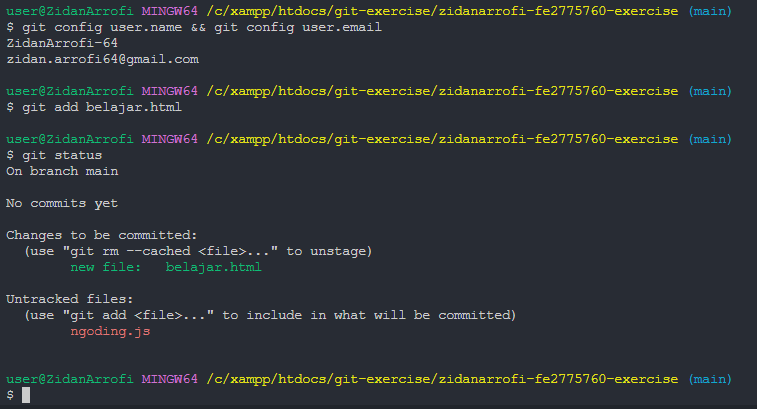 user@ZidanArrofi MINGW64 /c/xampp/htdocs/git-exercise/zidanarrofi-fe2775760-exercise (main)
$ git config user.name && git config user.email
ZidanArrofi-64
zidan.arrofi64@gmail.com
user@ZidanArrofi MINGW64 /c/xampp/htdocs/git-exercise/zidanarrofi-fe2775760-exercise (main)
$ git add belajar.html
user@ZidanArrofi MINGW64 /c/xampp/htdocs/git-exercise/zidanarrofi-fe2775760-exercise (main)
$ git status
On branch main
No commits yet
Changes to be committed:
  (use "git rm --cached <file>..." to unstage)
        new file:   belajar.html
Untracked files:
  (use "git add <file>..." to include in what will be committed)
        ngoding.js
user@ZidanArrofi MINGW64 /c/xampp/htdocs/git-exercise/zidanarrofi-fe2775760-exercise (main)
$